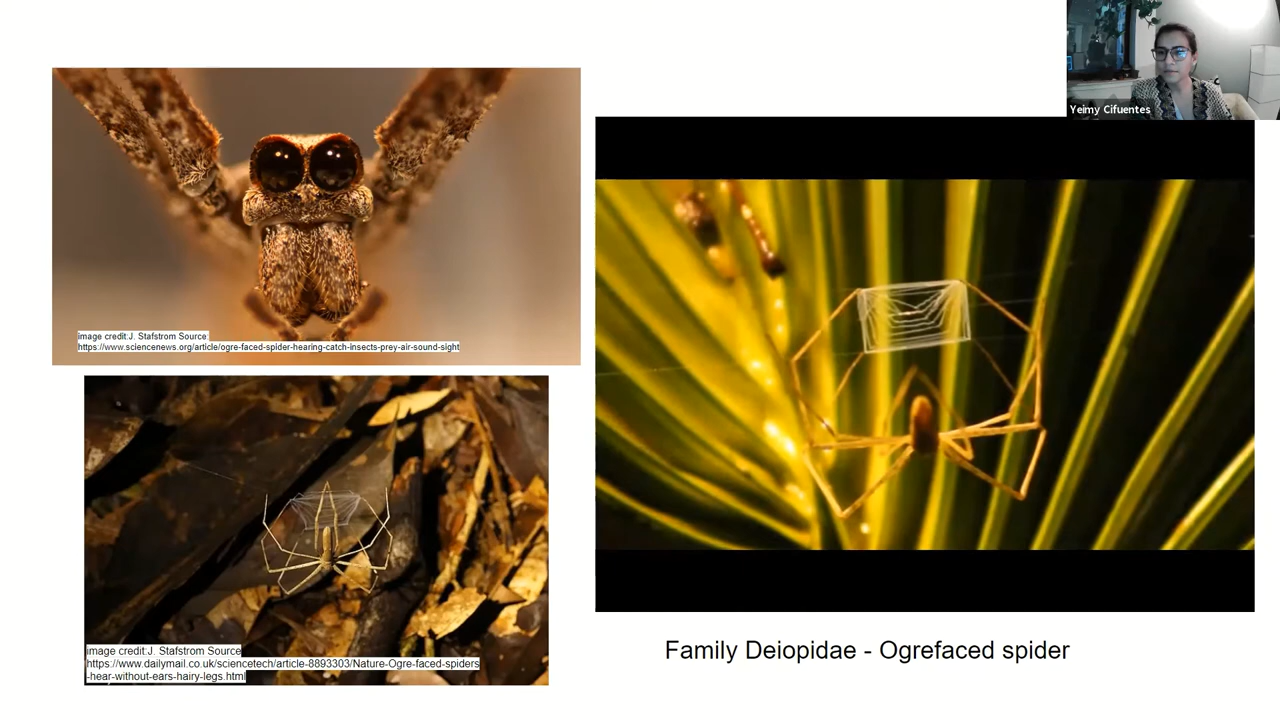 Yeimy Cifuentes
image credit:J. Stafstrom Source:
https://www.sciencenews.org/article/ogre-faced-spider-hearing-catch-insects-prey-air-sound-sight
image credit:J. Stafstrom
https://www.dailymail.co.uk/sciencetech/article-8893303/Nature-Ogre-faced-spiders
-hear-without-ears-hairy-legs.html
Family Deiopidae - Ogrefaced spider